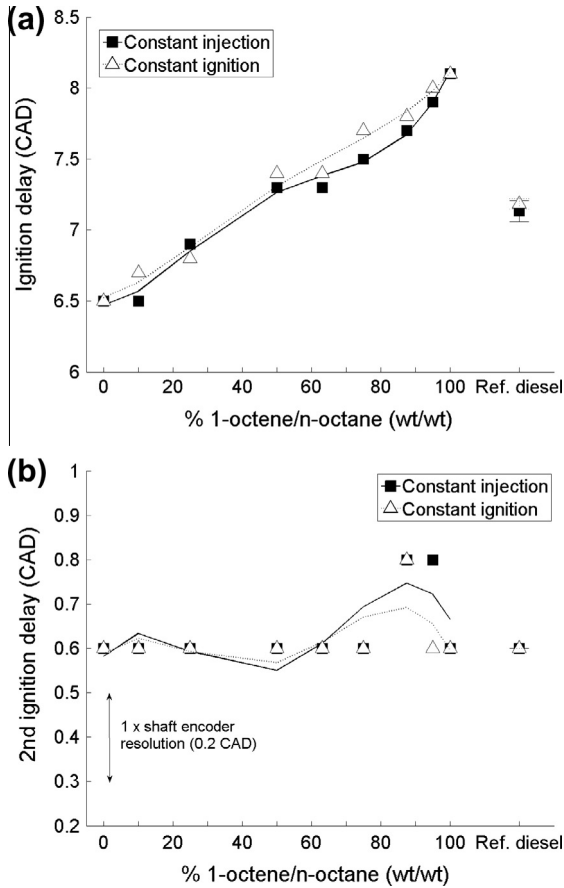 (a)
8.5
Constant injection
Constant ignition
8
7.5
7
6.5
6
Ignition delay (CAD)
0 20 40 60 80 100 Ref. diesel
% 1-octene/n-octane (wt/wt)
(b)
1
Constant injection
Constant ignition
0.9
0.8
0.7
0.6
0.5
0.4
0.3
0.2
2nd ignition delay (CAD)
1 x shaft encoder
resolution (0.2 CAD)
0 20 40 60 80 100 Ref. diesel
% 1-octene/n-octane (wt/wt)